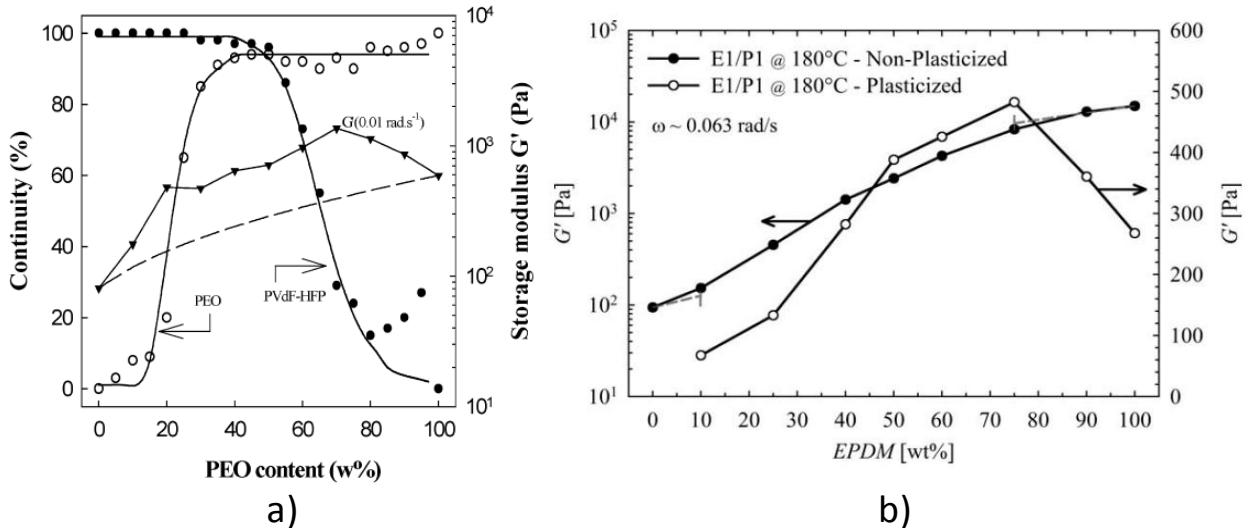 100
80
60
40
20
0
Continuity (%)
10⁴
10³
10²
10¹
Storage modulus G' (Pa)
G'(0.01 rad.s⁻¹)
PEO
PVdF-HFP
0 20 40 60 80 100
PEO content (w%)
a)
10⁵
10⁴
10³
10²
10¹
G' [Pa]
E1/P1 @ 180°C - Non-Plasticized
E1/P1 @ 180°C - Plasticized
ω ~ 0.063 rad/s
600
500
400
300
200
100
0
G' [Pa]
0 10 20 30 40 50 60 70 80 90 100
EPDM [wt%]
b)